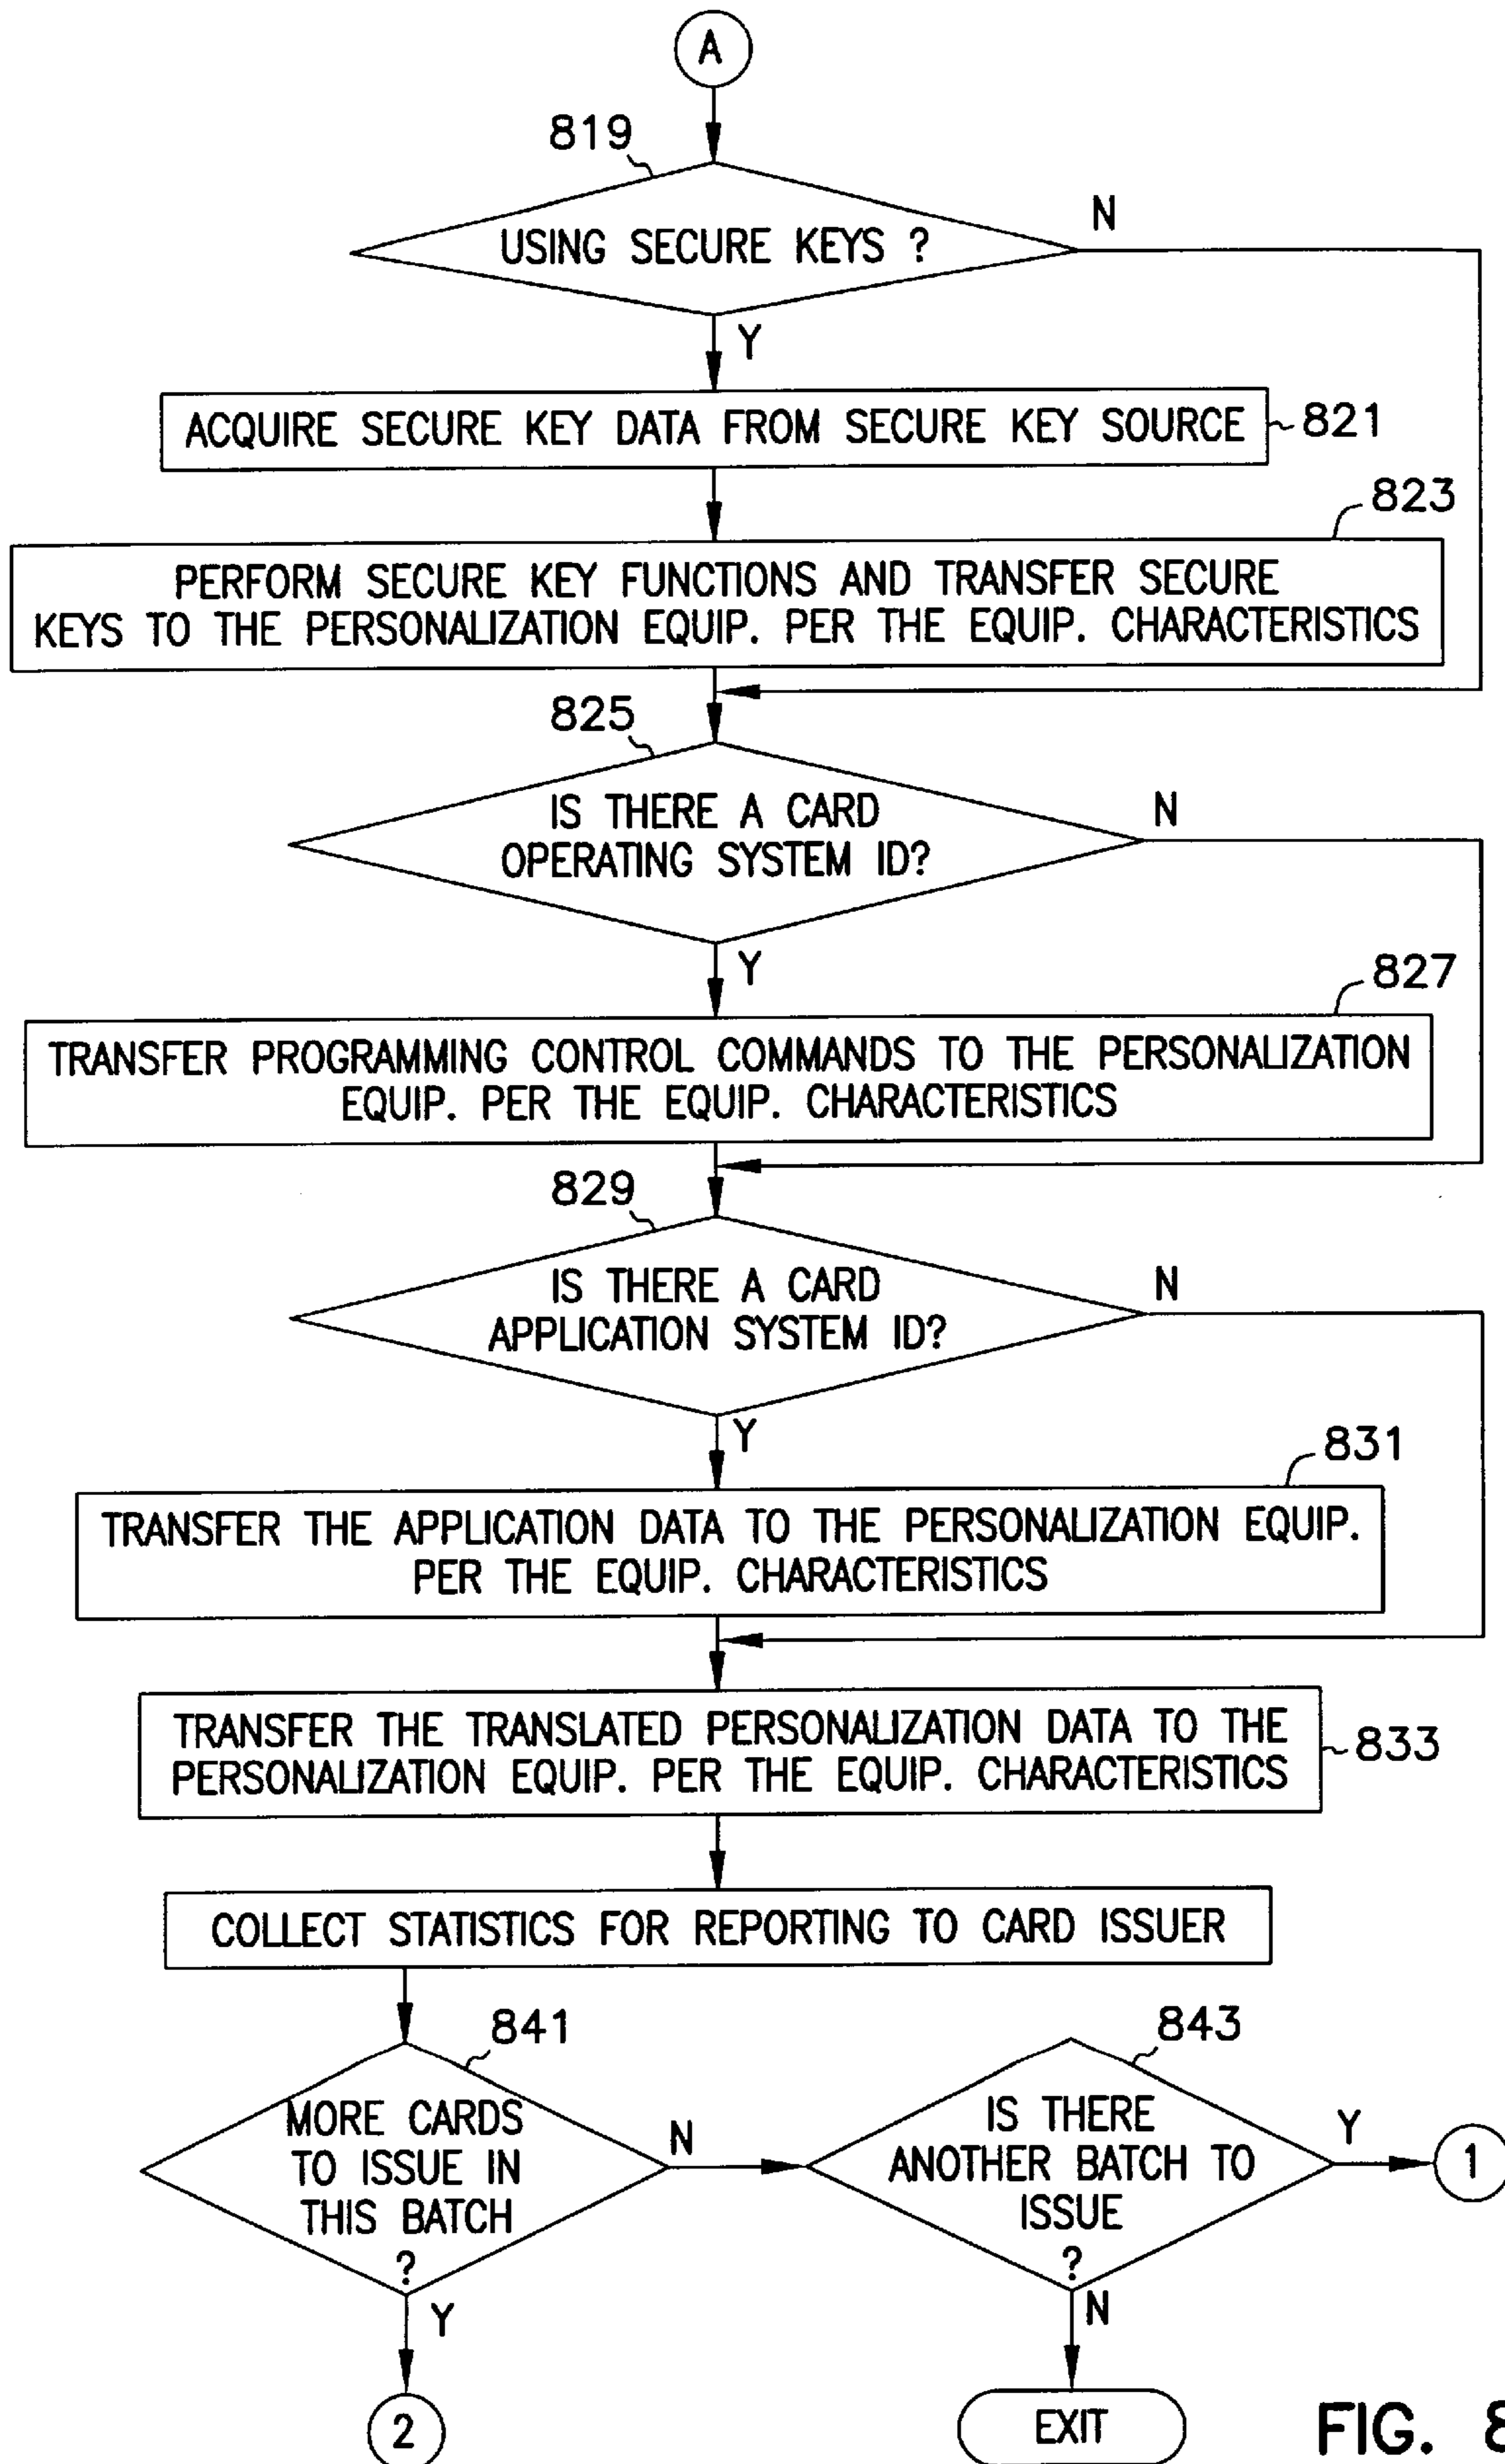 A
819
USING SECURE KEYS ?
N
Y
ACQUIRE SECURE KEY DATA FROM SECURE KEY SOURCE
821
823
PERFORM SECURE KEY FUNCTIONS AND TRANSFER SECURE
KEYS TO THE PERSONALIZATION EQUIP. PER THE EQUIP. CHARACTERISTICS
825
IS THERE A CARD
OPERATING SYSTEM ID?
N
Y
827
TRANSFER PROGRAMMING CONTROL COMMANDS TO THE PERSONALIZATION
EQUIP. PER THE EQUIP. CHARACTERISTICS
829
IS THERE A CARD
APPLICATION SYSTEM ID?
N
Y
831
TRANSFER THE APPLICATION DATA TO THE PERSONALIZATION EQUIP.
PER THE EQUIP. CHARACTERISTICS
TRANSFER THE TRANSLATED PERSONALIZATION DATA TO THE
PERSONALIZATION EQUIP. PER THE EQUIP. CHARACTERISTICS
833
COLLECT STATISTICS FOR REPORTING TO CARD ISSUER
841
MORE CARDS
TO ISSUE IN
THIS BATCH
?
N
Y
2
843
IS THERE
ANOTHER BATCH TO
ISSUE
?
Y
1
N
EXIT
FIG. 8